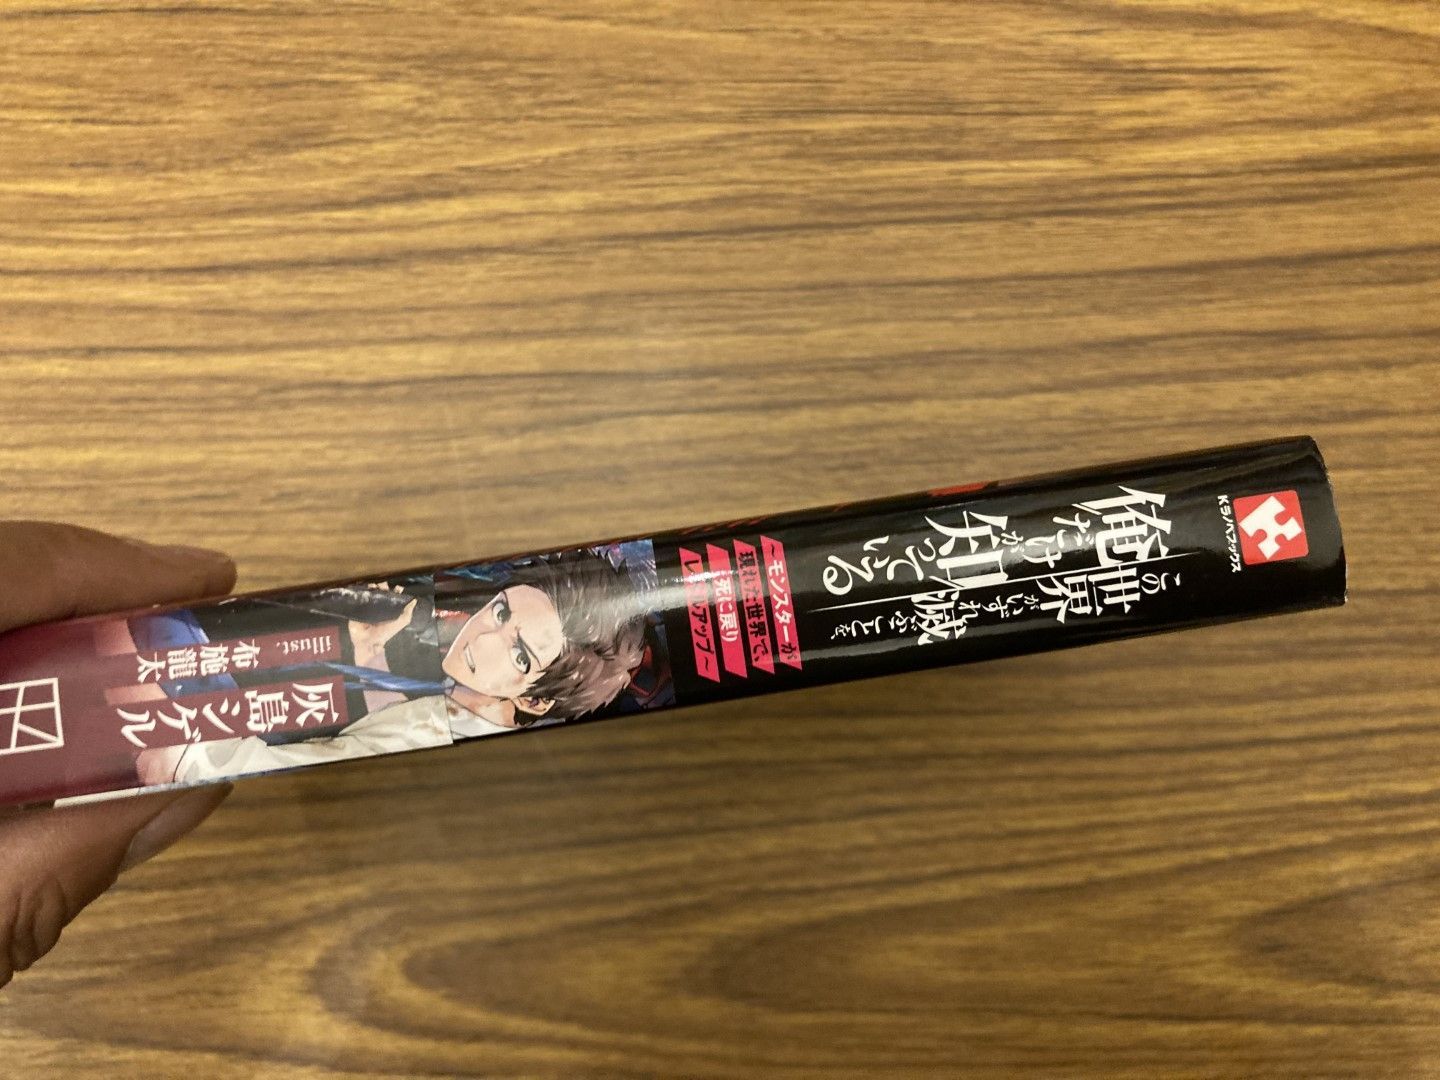 Kラノベブックス
この世界
がいずれ滅ぶことを、
俺だけが
知っている
〜モンスターが
現れた世界で、
死に戻り
レベルアップ〜
灰島シゲル
illust. 布施龍太